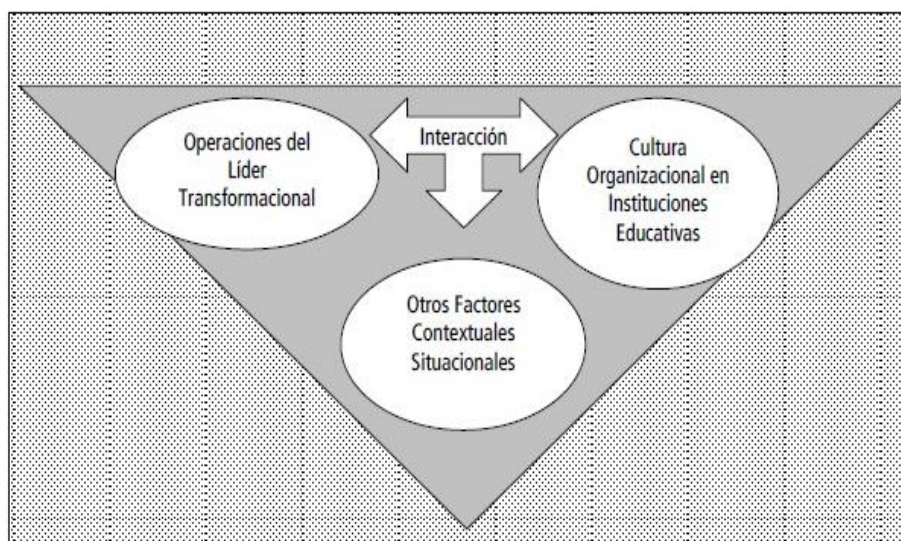 Operaciones del
Líder
Transformacional
Interacción
Cultura
Organizacional en
Instituciones
Educativas
Otros Factores
Contextuales
Situacionales